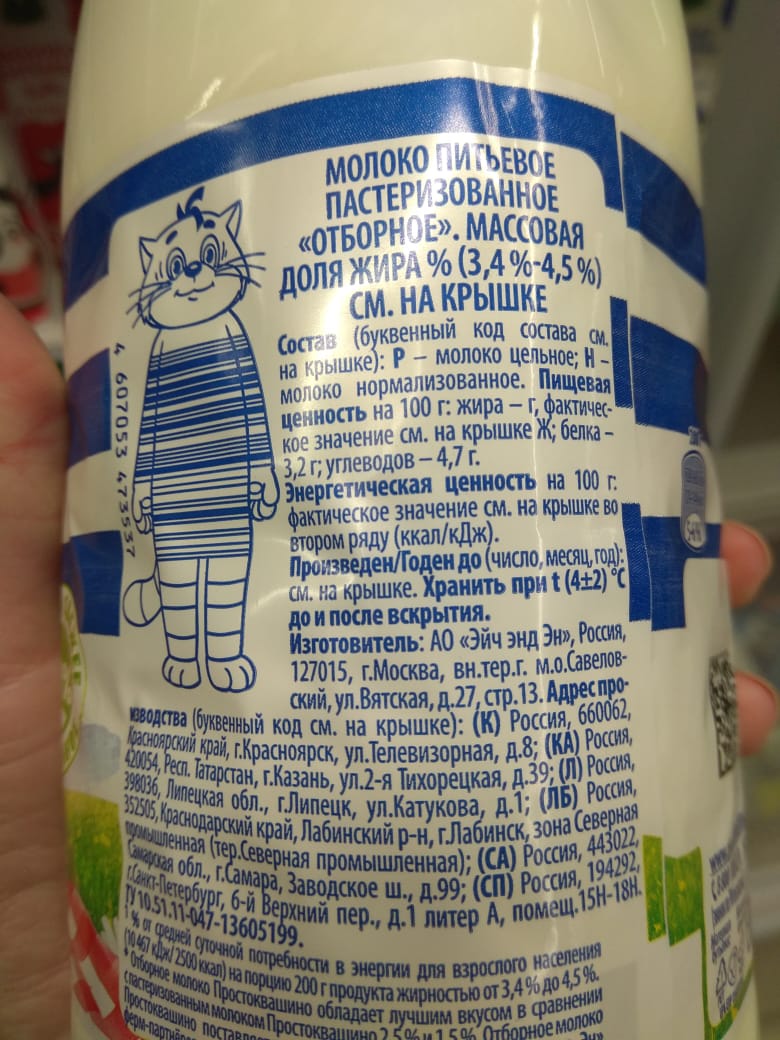 МОЛОКО ПИТЬЕВОЕ
ПАСТЕРИЗОВАННОЕ
«ОТБОРНОЕ». МАССОВАЯ
ДОЛЯ ЖИРА % (3,4 %-4,5 %)
СМ. НА КРЫШКЕ
Состав (буквенный код состава см.
на крышке): Р – молоко цельное; Н –
молоко нормализованное. Пищевая
ценность на 100 г: жира – г, фактичес-
кое значение см. на крышке Ж; белка –
3,2 г; углеводов – 4,7 г.
Энергетическая ценность на 100 г:
фактическое значение см. на крышке во
втором ряду (ккал/кДж).
Произведен/Годен до (число, месяц, год):
см. на крышке. Хранить при t (4±2) °С
до и после вскрытия.
Изготовитель: АО «Эйч энд Эн», Россия,
127015, г.Москва, вн.тер.г. м.о.Савелов-
ский, ул.Вятская, д.27, стр.13. Адрес про-
изводства (буквенный код см. на крышке): (К) Россия, 660062,
Красноярский край, г.Красноярск, ул.Телевизорная, д.8; (КА) Россия,
420054, Респ. Татарстан, г.Казань, ул.2-я Тихорецкая, д.39; (Л) Россия,
398036, Липецкая обл., г.Липецк, ул.Катукова, д.1; (ЛБ) Россия,
352505, Краснодарский край, Лабинский р-н, г.Лабинск, зона Северная
промышленная (тер.Северная промышленная); (СА) Россия, 443022,
Самарская обл., г.Самара, Заводское ш., д.99; (СП) Россия, 194292,
г.Санкт-Петербург, 6-й Верхний пер., д.1 литер А, помещ.15Н-18Н.
ТУ 10.51.11-047-13605199.
% от средней суточной потребности в энергии для взрослого населения
(10 467 кДж/ 2500 ккал) на порцию 200 г продукта жирностью от 3,4% до 4,5%.
* Отборное молоко Простоквашино обладает лучшим вкусом в сравнении
с пастеризованным молоком Простоквашино 2,5% и 1,5%. Отборное молоко
Простоквашино
4 607053 473537
54%